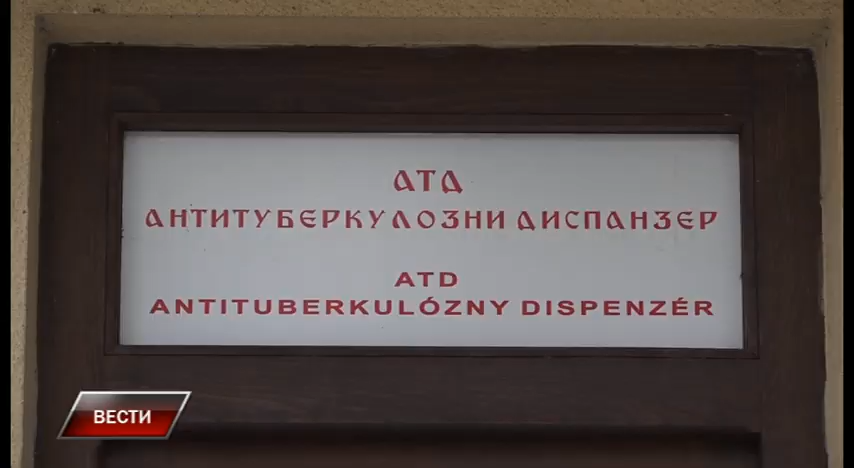 АТД
АНТИТУБЕРКУЛОЗНИ ДИСПАНЗЕР
ATD
ANTITUBERKULÓZNY DISPENZÉR
ВЕСТИ